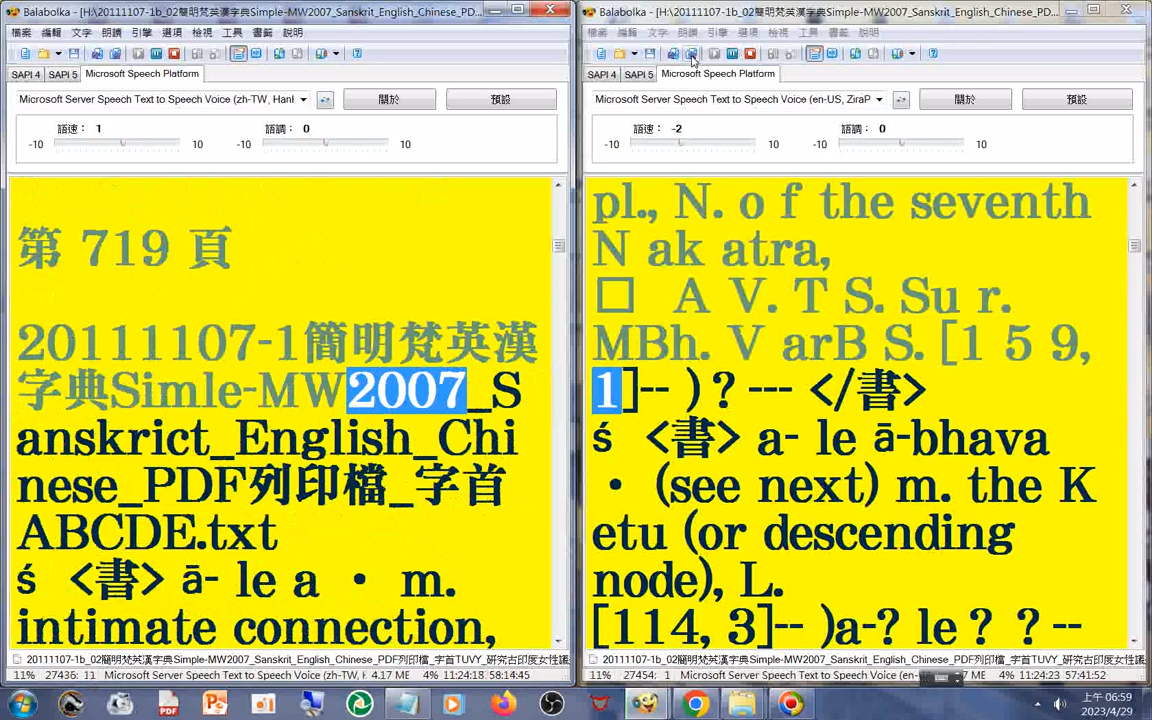 Balabolka - [H:\20111107-1b_02簡明梵英漢字典Simple-MW2007_Sanskrit_English_Chinese_PD...
檔案 編輯 文字 朗讀 引擎 選項 檢視 工具 書籤 說明
SAPI 4 SAPI 5 Microsoft Speech Platform
Microsoft Server Speech Text to Speech Voice (zh-TW, Hanl
關於 預設
語速： 1 語調： 0
-10 10 -10 10
第 719 頁
20111107-1簡明梵英漢
字典Simle-MW2007_S
anskrict_English_Chi
nese_PDF列印檔_字首
ABCDE.txt
ś <書> ā- le a • m.
intimate connection,
20111107-1b_02簡明梵英漢字典Simple-MW2007_Sanskrit_English_Chinese_PDF列印檔_字首TUVY_研究古印度女性議
11% 27436: 11 Microsoft Server Speech Text to Speech Voice (zh-TW, H 4.17 ME 4% 11:24:18 58:14:45
Balabolka - [H:\20111107-1b_02簡明梵英漢字典Simple-MW2007_Sanskrit_English_Chinese_PD...
檔案 編輯 文字 朗讀 引擎 選項 檢視 工具 書籤 說明
SAPI 4 SAPI 5 Microsoft Speech Platform
Microsoft Server Speech Text to Speech Voice (en-US, ZiraP
關於 預設
語速： -2 語調： 0
-10 10 -10 10
pl., N. o f the seventh
N ak atra,
□ A V. T S. Su r.
MBh. V arB S. [1 5 9,
1]-- )? --- </書>
ś <書> a- le ā-bhava
• (see next) m. the K
etu (or descending
node), L.
[114, 3]-- )a-? le ? ? --
20111107-1b_02簡明梵英漢字典Simple-MW2007_Sanskrit_English_Chinese_PDF列印檔_字首TUVY_研究古印度女性議
11% 27454: 1 Microsoft Server Speech Text to Speech Voice ME 4% 11:24:23 57:41:52
上午 06:59
2023/4/29